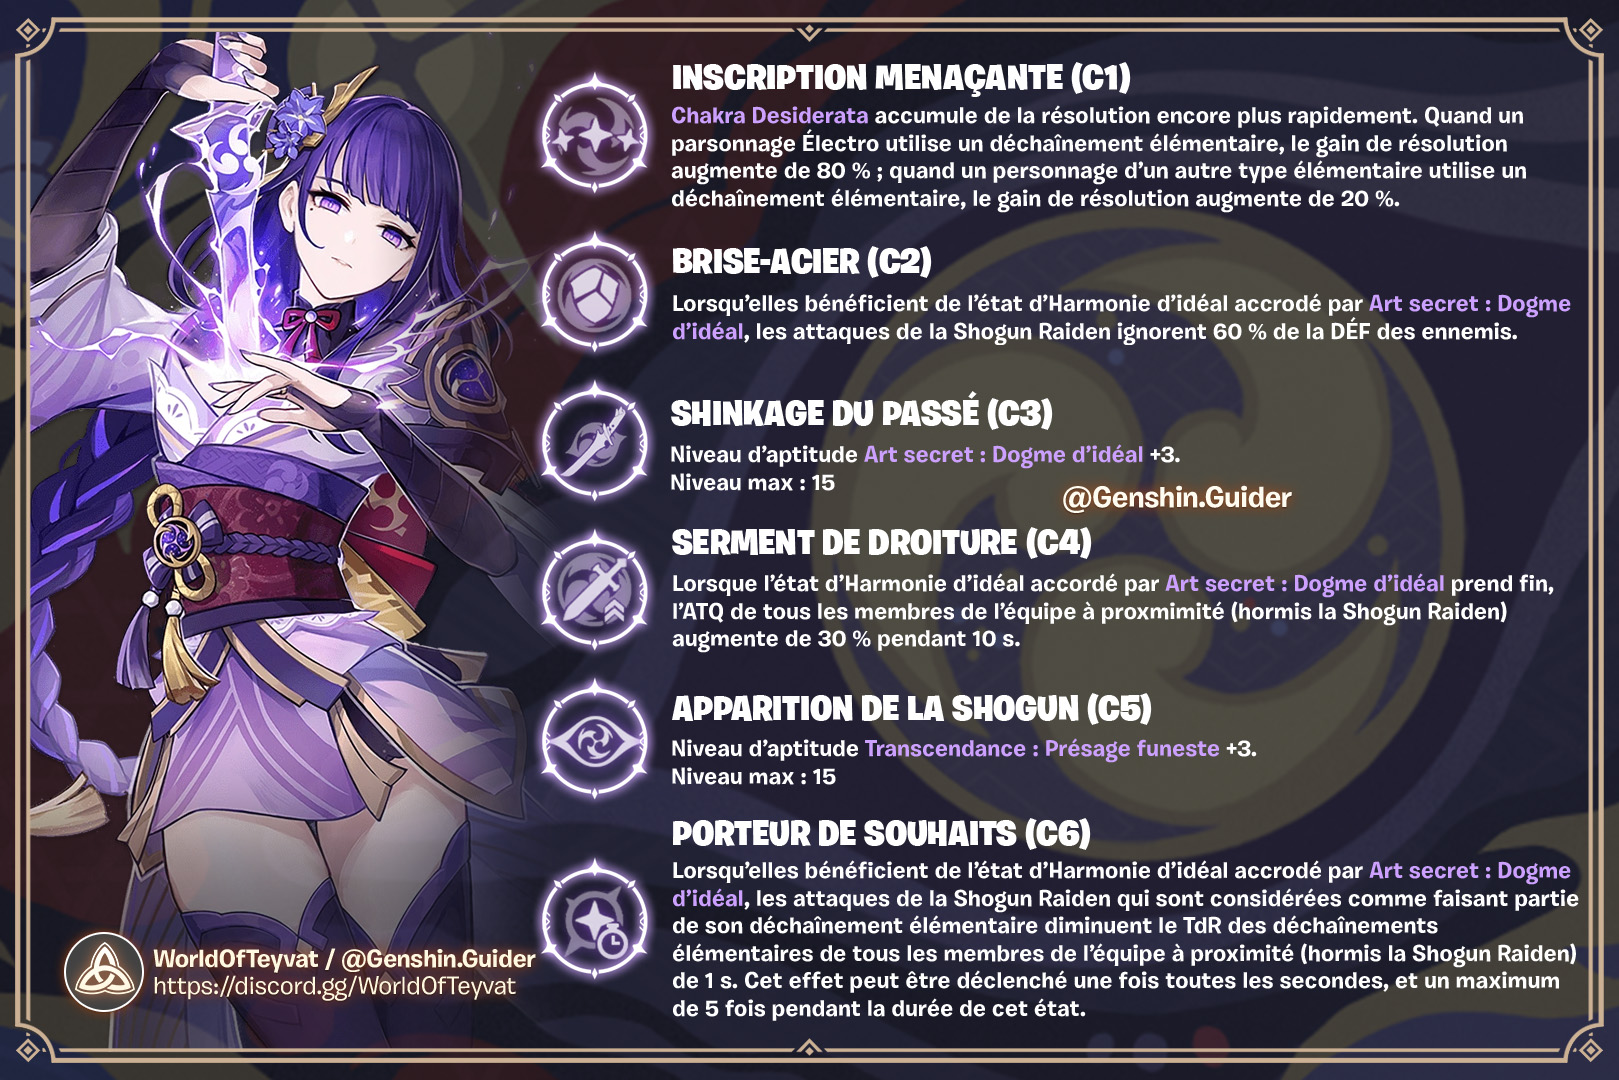 INSCRIPTION MENAÇANTE (C1)
Chakra Desiderata accumule de la résolution encore plus rapidement. Quand un
parsonnage Électro utilise un déchaînement élémentaire, le gain de résolution
augmente de 80 % ; quand un personnage d'un autre type élémentaire utilise un
déchaînement élémentaire, le gain de résolution augmente de 20 %.
BRISE-ACIER (C2)
Lorsqu'elles bénéficient de l'état d'Harmonie d'idéal accrodé par Art secret : Dogme
d'idéal, les attaques de la Shogun Raiden ignorent 60 % de la DÉF des ennemis.
SHINKAGE DU PASSÉ (C3)
Niveau d'aptitude Art secret : Dogme d'idéal +3.
Niveau max : 15
@Genshin.Guider
SERMENT DE DROITURE (C4)
Lorsque l'état d'Harmonie d'idéal accordé par Art secret : Dogme d'idéal prend fin,
l'ATQ de tous les membres de l'équipe à proxmimité (hormis la Shogun Raiden)
augmente de 30 % pendant 10 s.
APPARITION DE LA SHOGUN (C5)
Niveau d'aptitude Transcendance : Présage funeste +3.
Niveau max : 15
PORTEUR DE SOUHAITS (C6)
Lorsqu'elles bénéficient de l'état d'Harmonie d'idéal accrodé par Art secret : Dogme
d'idéal, les attaques de la Shogun Raiden qui sont considérées comme faisant partie
de son déchaînement élémentaire diminuent le TdR des déchaînements
élémentaires de tous les membres de l'équipe à proximité (hormis la Shogun Raiden)
de 1 s. Cet effet peut être déclenché une fois toutes les secondes, et un maximum
de 5 fois pendant la durée de cet état.
WorldOfTeyvat / @Genshin.Guider
https://discord.gg/WorldOfTeyvat